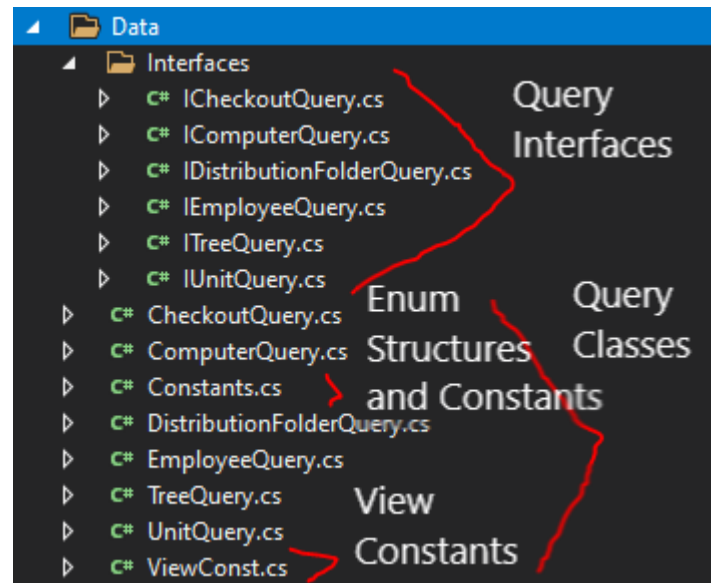 Data
Interfaces
C# ICheckoutQuery.cs
C# IComputerQuery.cs
C# IDistributionFolderQuery.cs
C# IEmployeeQuery.cs
C# ITreeQuery.cs
C# IUnitQuery.cs
Query
Interfaces
C# CheckoutQuery.cs
C# ComputerQuery.cs
C# Constants.cs
C# DistributionFolderQuery.cs
C# EmployeeQuery.cs
C# TreeQuery.cs
C# UnitQuery.cs
C# ViewConst.cs
Enum
Structures
and Constants
Query
Classes
View
Constants